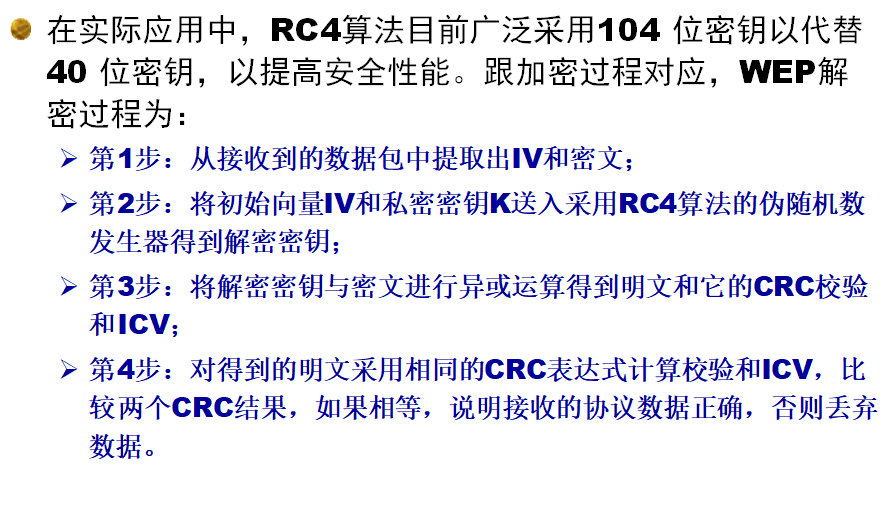 在实际应用中，RC4算法目前广泛采用104 位密钥以代替
40 位密钥，以提高安全性能。跟加密过程对应，WEP解
密过程为：
第1步：从接收到的数据包中提取出IV和密文；
第2步：将初始向量IV和私密密钥K送入采用RC4算法的伪随机数
发生器得到解密密钥；
第3步：将解密密钥与密文进行异或运算得到明文和它的CRC校验
和ICV；
第4步：对得到的明文采用相同的CRC表达式计算校验和ICV，比
较两个CRC结果，如果相等，说明接收的协议数据正确，否则丢弃
数据。